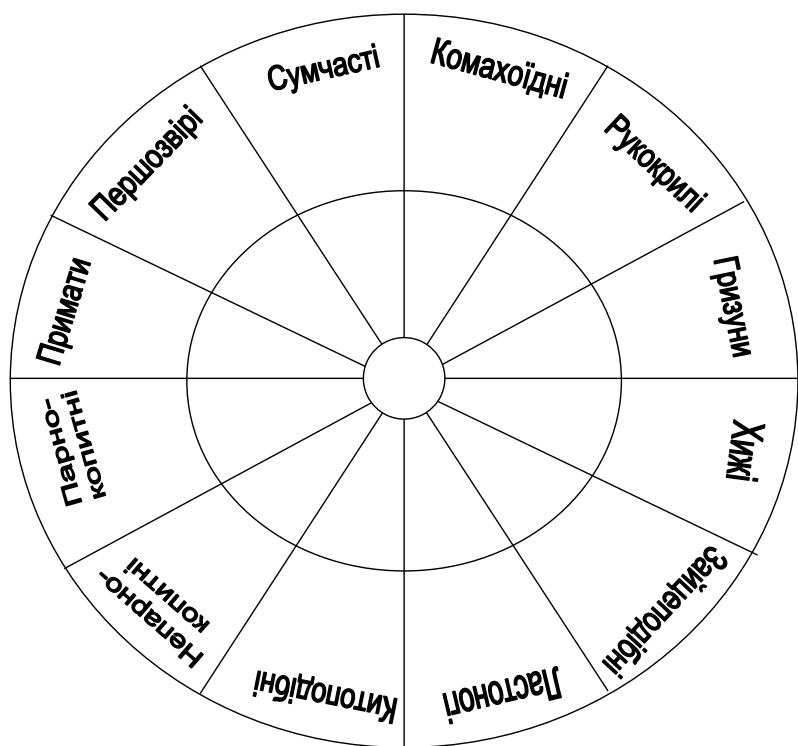 Сумчасті
Комахоїдні
Рукокрилі
Гризуни
Хижі
Зайцеподібні
Ластоногі
Китоподібні
Непарно-
копитні
Парно-
копитні
Примати
Першозвірі